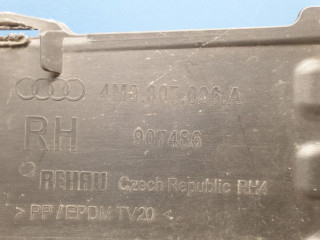 RH 907486
REHAU Czech Republic RH4
> PP/EPDM TV20 <